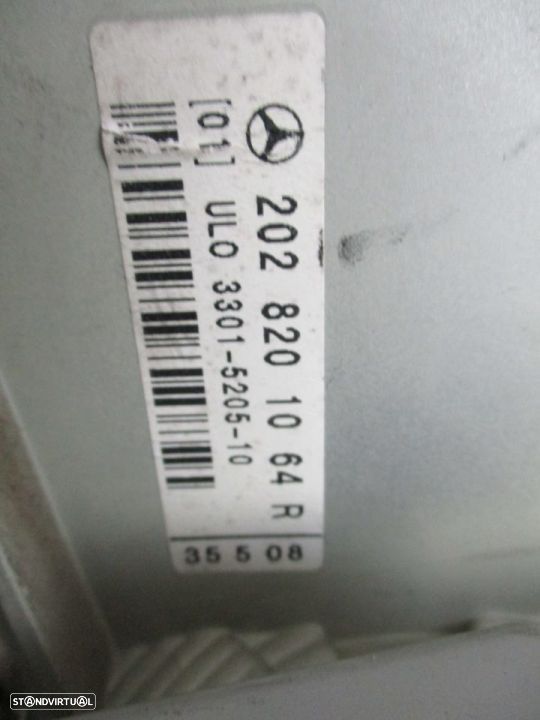 202 820 10 64 R
[01] ULO 3301-5205-10
35 5 08
STANDVIRTUAL